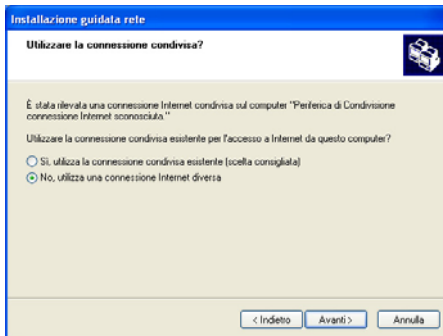 Installazione guidata rete
Utilizzare la connessione condivisa?
È stata rilevata una connessione Internet condivisa sul computer "Periferica di Condivisione
connessione Internet sconosciuta."
Utilizzare la connessione condivisa esistente per l'accesso a Internet da questo computer?
Sì, utilizza la connessione condivisa esistente (scelta consigliata)
No, utilizza una connessione Internet diversa
< Indietro
Avanti >
Annulla